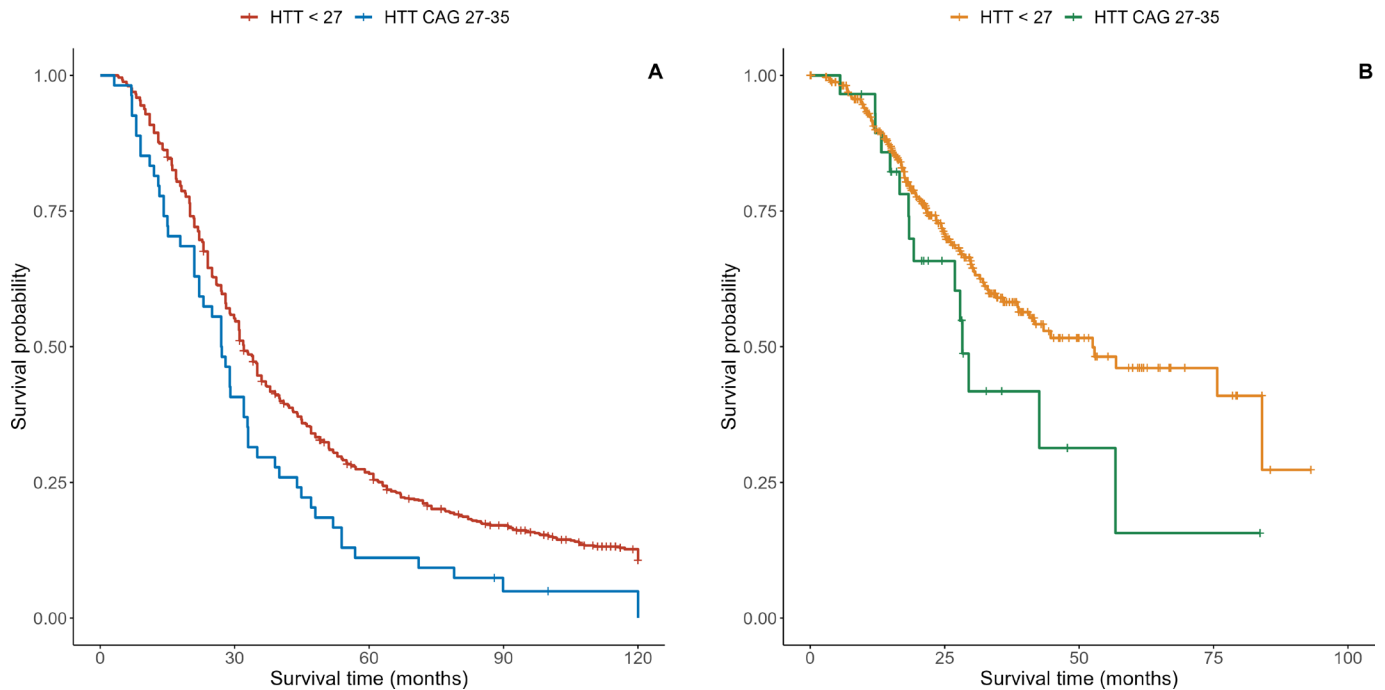 HTT < 27 HTT CAG 27-35
A
1.00
0.75
0.50
0.25
0.00
Survival probability
0 30 60 90 120
Survival time (months)
HTT < 27 HTT CAG 27-35
B
1.00
0.75
0.50
0.25
0.00
Survival probability
0 25 50 75 100
Survival time (months)